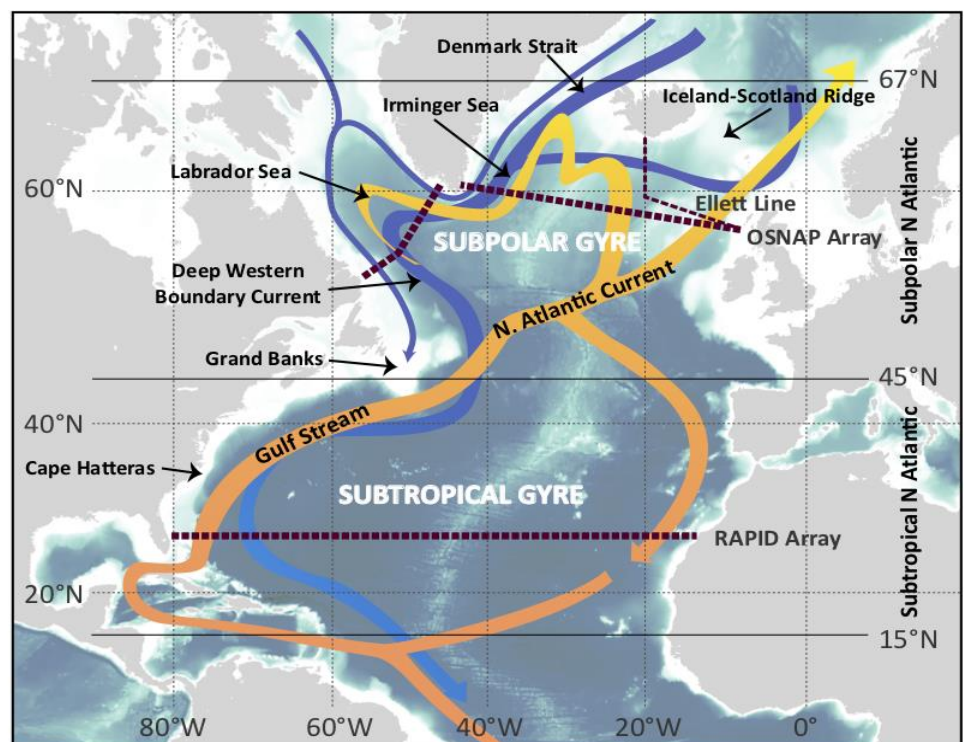 Denmark Strait
67°N
Irminger Sea
Iceland-Scotland Ridge
Labrador Sea
60°N
Ellett Line
OSNAP Array
SUBPOLAR GYRE
Subpolar N Atlantic
Deep Western
Boundary Current
N. Atlantic Current
Grand Banks
45°N
40°N
Gulf Stream
Cape Hatteras
SUBTROPICAL GYRE
Subtropical N Atlantic
RAPID Array
20°N
15°N
80°W
60°W
40°W
20°W
0°